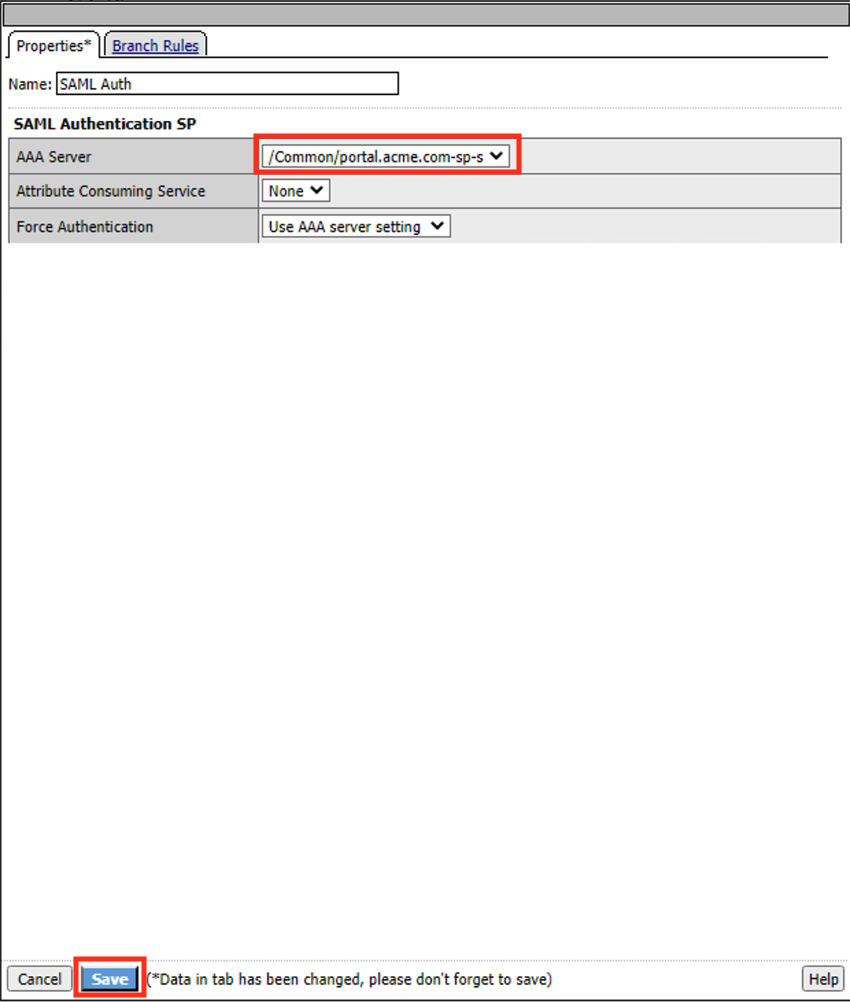 Properties* Branch Rules
Name: SAML Auth
SAML Authentication SP
AAA Server /Common/portal.acme.com-sp-s
Attribute Consuming Service None
Force Authentication Use AAA server setting
Cancel Save (*Data in tab has been changed, please don't forget to save) Help